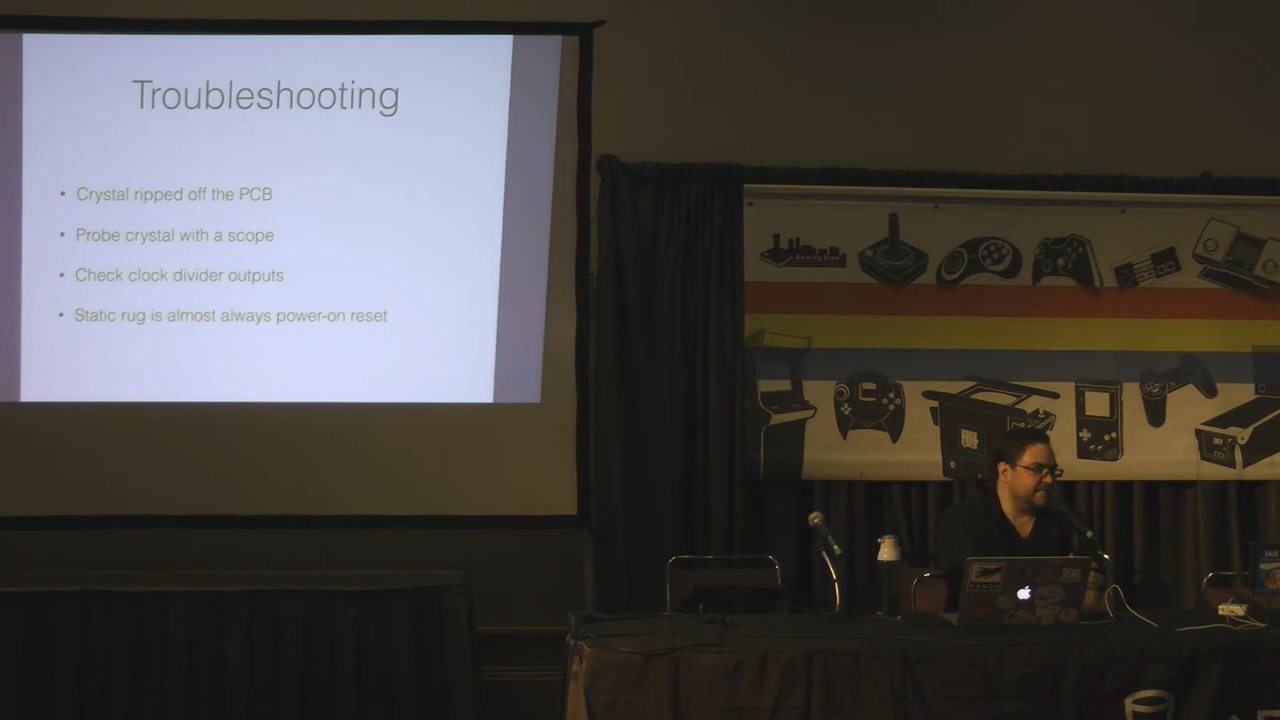 Troubleshooting
• Crystal ripped off the PCB
• Probe crystal with a scope
• Check clock divider outputs
• Static rug is almost always power-on reset
IAN